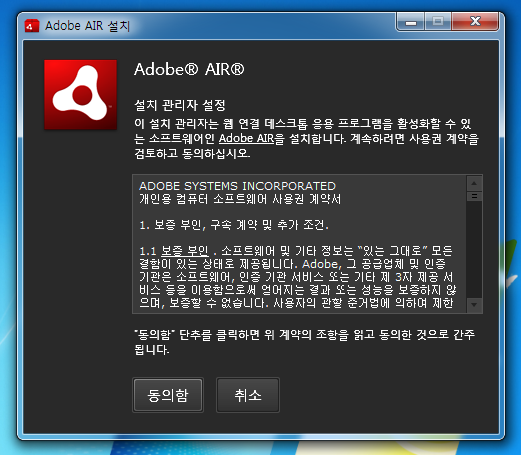 Adobe AIR 설치
Adobe® AIR®
설치 관리자 설정
이 설치 관리자는 웹 연결 데스크톱 응용 프로그램을 활성화할 수 있
는 소프트웨어인 Adobe AIR을 설치합니다. 계속하려면 사용권 계약을
검토하고 동의하십시오.
ADOBE SYSTEMS INCORPORATED
개인용 컴퓨터 소프트웨어 사용권 계약서
1. 보증 부인, 구속 계약 및 추가 조건.
1.1 보증 부인 . 소프트웨어 및 기타 정보는 “있는 그대로” 모든
결함이 있는 상태로 제공됩니다. Adobe, 그 공급업체 및 인증
기관은 소프트웨어, 인증 기관 서비스 또는 기타 제 3자 제공 서
비스 등을 이용함으로써 얻어지는 결과 또는 성능을 보증하지 않
으며, 보증할 수 없습니다. 사용자의 관할 준거법에 의하여 제한
"동의함" 단추를 클릭하면 위 계약의 조항을 읽고 동의한 것으로 간주
됩니다.
동의함 취소